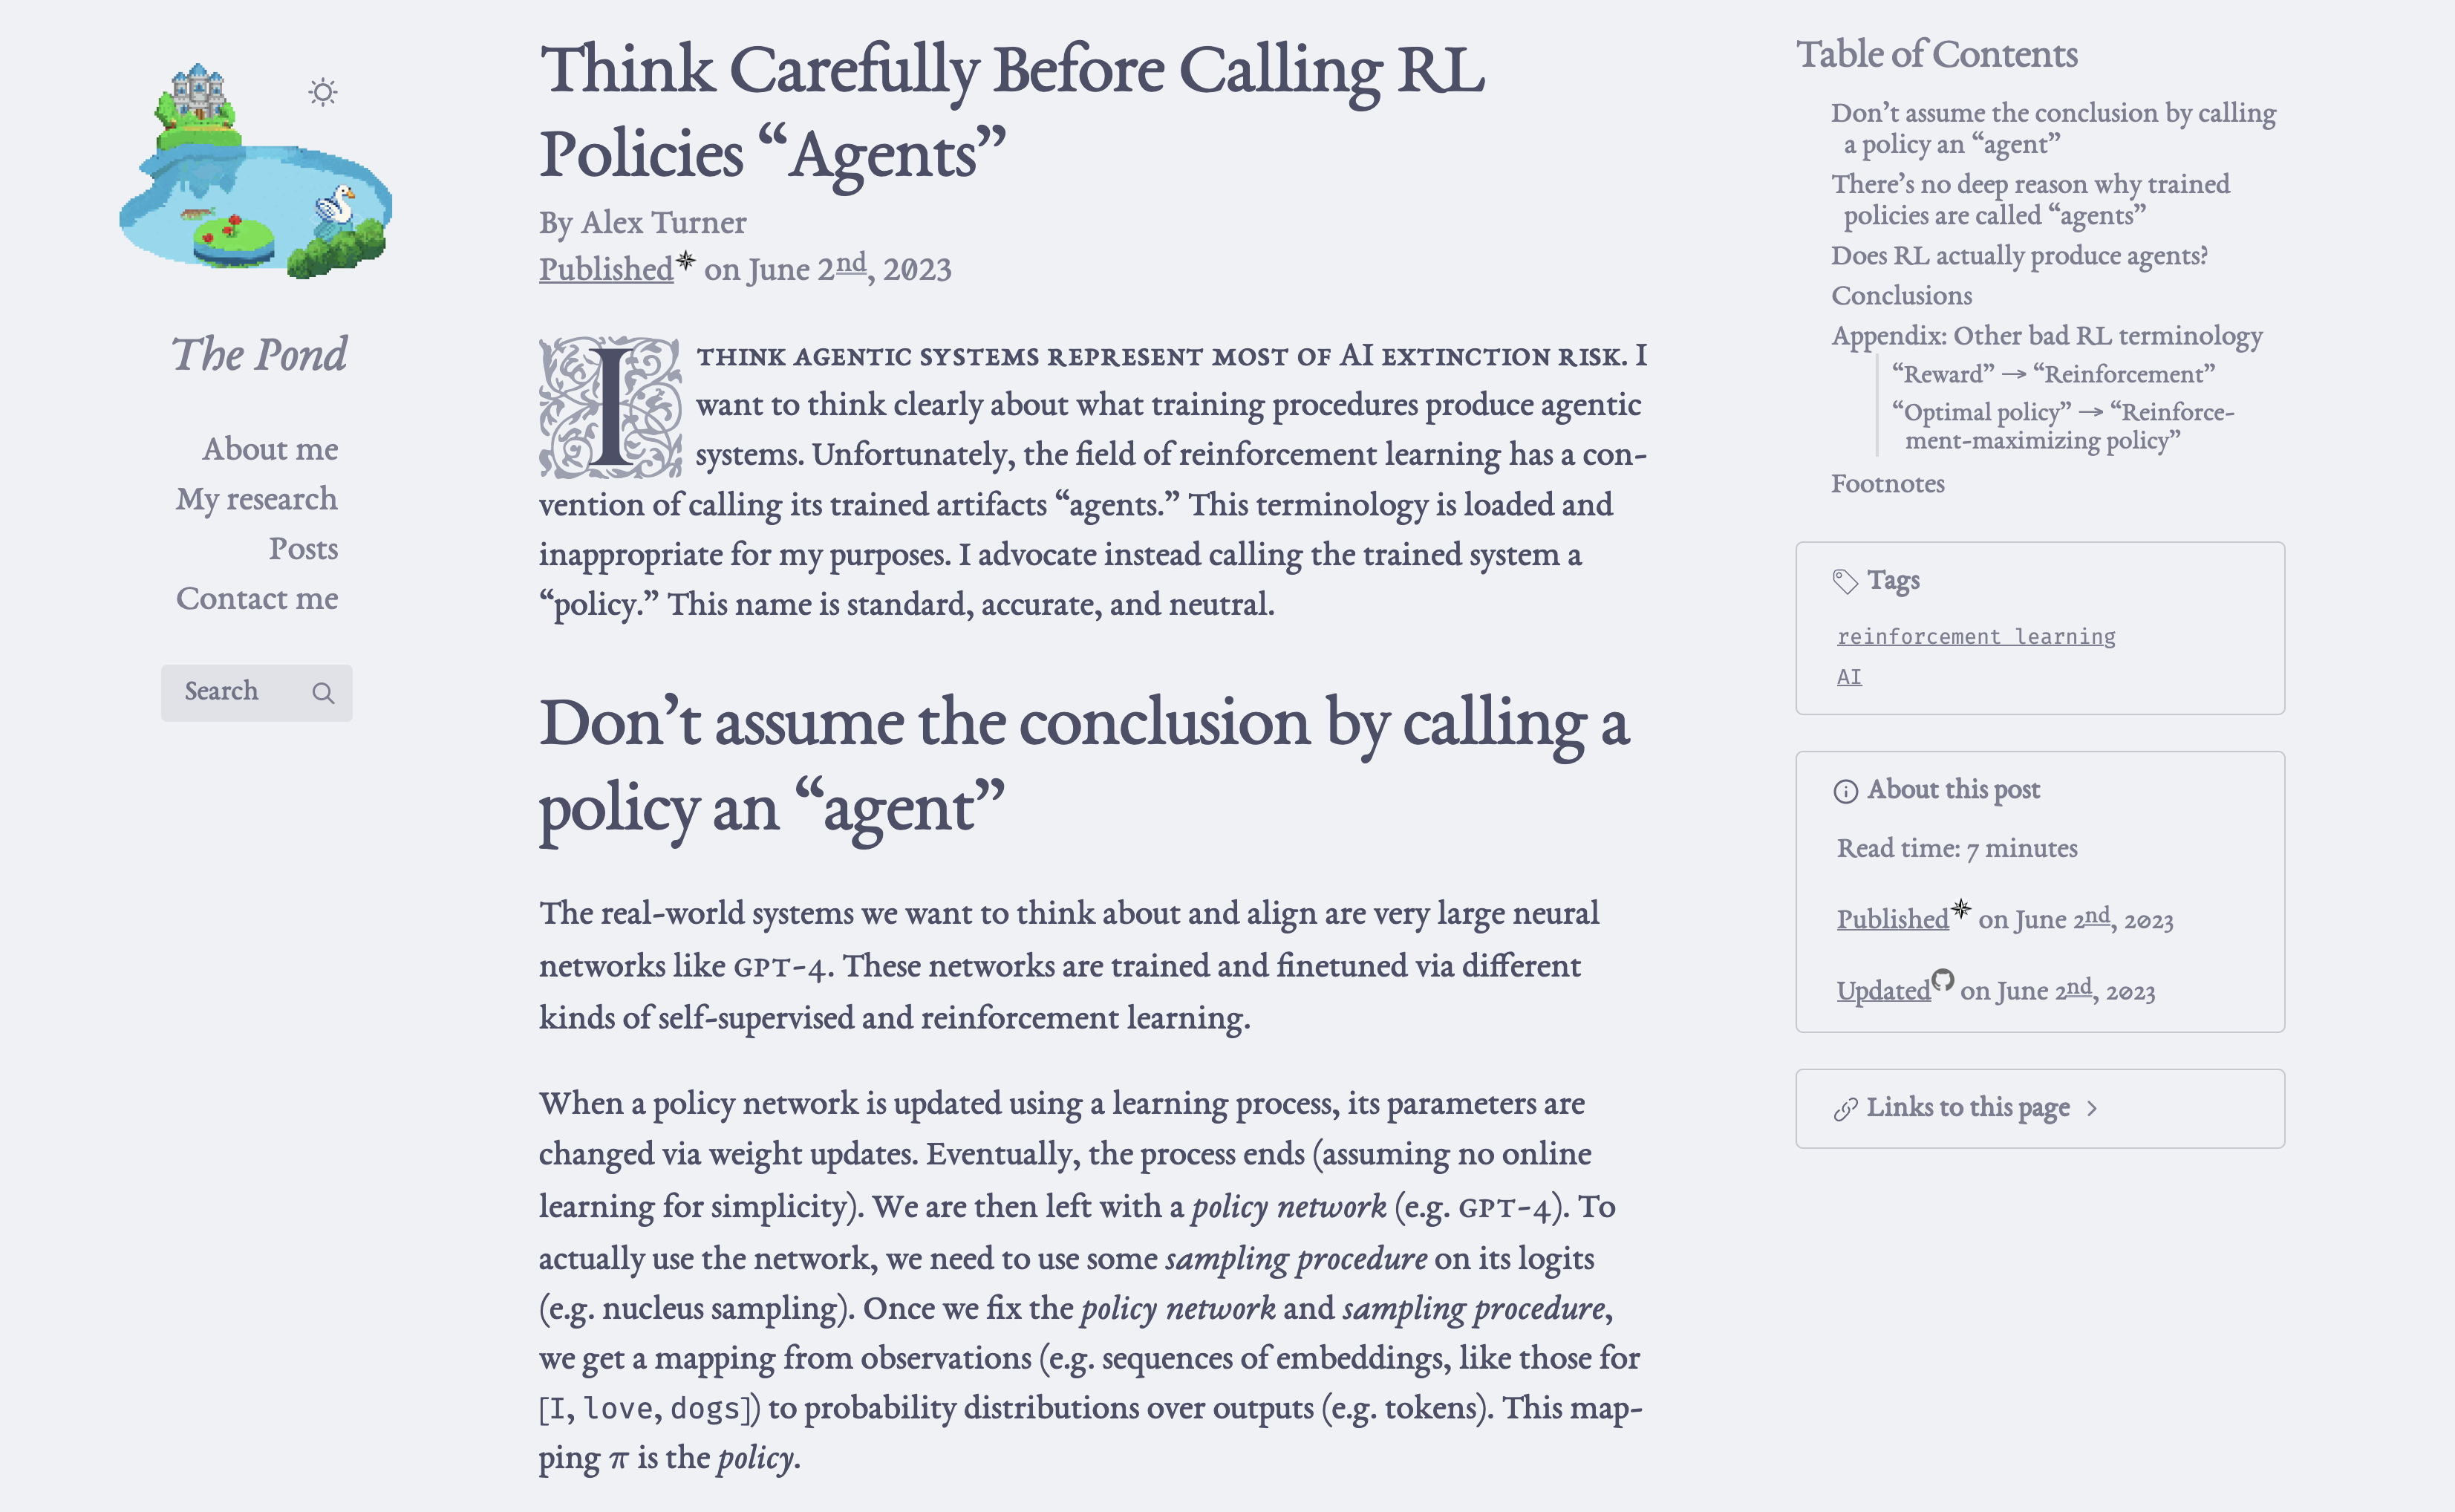 The Pond
About me
My research
Posts
Contact me
Search
Think Carefully Before Calling RL
Policies “Agents”
By Alex Turner
Published on June 2nd, 2023
I THINK AGENTIC SYSTEMS REPRESENT MOST OF AI EXTINCTION RISK. I
want to think clearly about what training procedures produce agentic
systems. Unfortunately, the field of reinforcement learning has a con-
vention of calling its trained artifacts “agents.” This terminology is loaded and
inappropriate for my purposes. I advocate instead calling the trained system a
“policy.” This name is standard, accurate, and neutral.
Don’t assume the conclusion by calling a
policy an “agent”
The real-world systems we want to think about and align are very large neural
networks like GPT-4. These networks are trained and finetuned via different
kinds of self-supervised and reinforcement learning.
When a policy network is updated using a learning process, its parameters are
changed via weight updates. Eventually, the process ends (assuming no online
learning for simplicity). We are then left with a policy network (e.g. GPT-4). To
actually use the network, we need to use some sampling procedure on its logits
(e.g. nucleus sampling). Once we fix the policy network and sampling procedure,
we get a mapping from observations (e.g. sequences of embeddings, like those for
[I, love, dogs]) to probability distributions over outputs (e.g. tokens). This map-
ping π is the policy.
Table of Contents
Don’t assume the conclusion by calling
a policy an “agent”
There’s no deep reason why trained
policies are called “agents”
Does RL actually produce agents?
Conclusions
Appendix: Other bad RL terminology
“Reward” → “Reinforcement”
“Optimal policy” → “Reinforce-
ment-maximizing policy”
Footnotes
Tags
reinforcement learning
AI
About this post
Read time: 7 minutes
Published on June 2nd, 2023
Updated on June 2nd, 2023
Links to this page